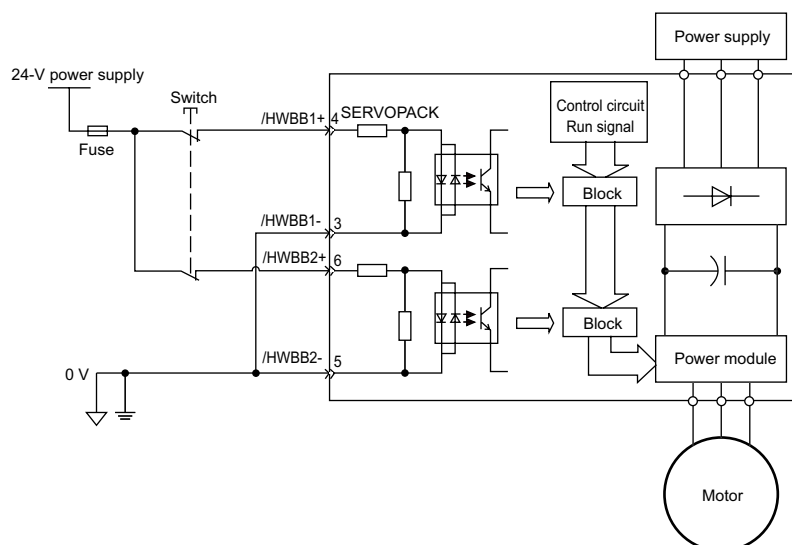 Power supply
24-V power supply
Switch
Fuse
/HWBB1+
4
SERVOPACK
Control circuit
Run signal
Block
/HWBB1-
3
/HWBB2+
6
Block
/HWBB2-
5
0 V
Power module
Motor